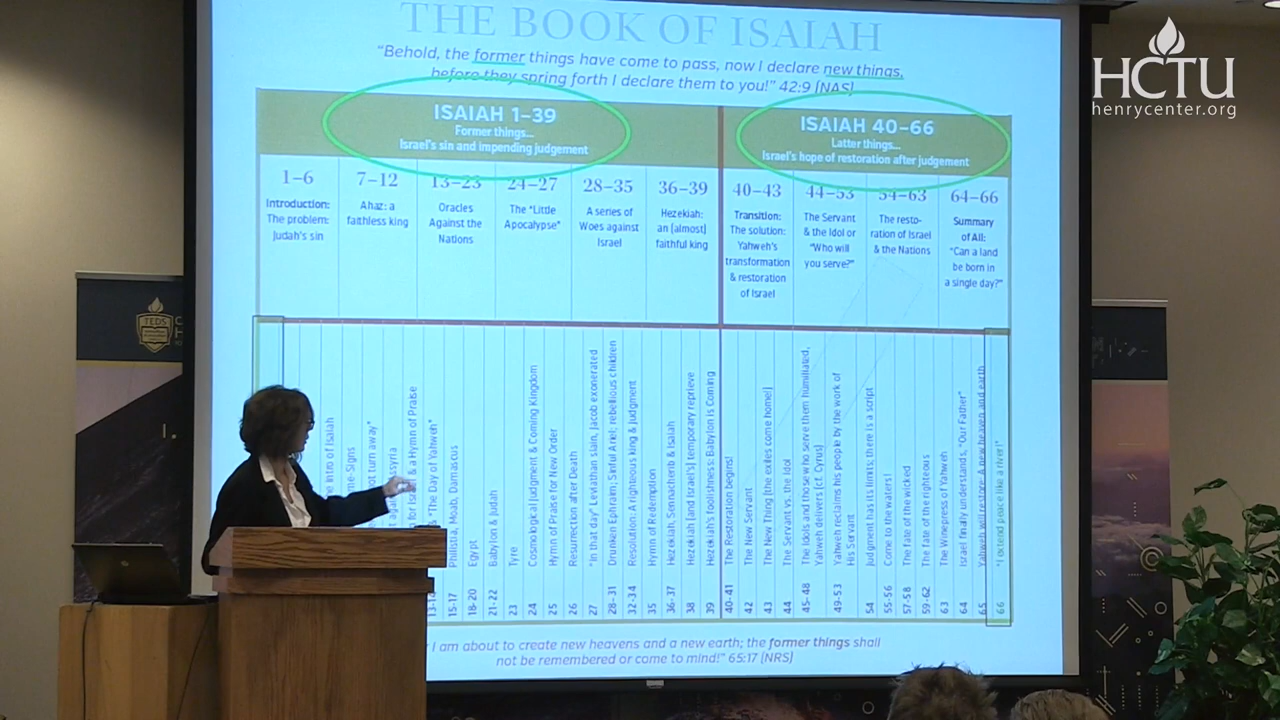 THE BOOK OF ISAIAH
"Behold, the former things have come to pass, now I declare new things,
before they spring forth I declare them to you!" 42:9 (NAS)
HCTU
henrycenter.org
ISAIAH 1–39
Former things...
Israel's sin and impending judgement
ISAIAH 40–66
Latter things...
Israel's hope of restoration after judgement
1–6
Introduction:
The problem:
Judah's sin
7–12
Ahaz: a
faithless king
13–23
Oracles
Against the
Nations
24–27
The "Little
Apocalypse"
28–35
A series of
Woes against
Israel
36–39
Hezekiah:
an (almost)
faithful king
40–43
Transition:
The solution:
Yahweh's
transformation
& restoration
of Israel
44–53
The Servant
& the Idol or
"Who will
you serve?"
54–63
The resto-
ration of Israel
& the Nations
64–66
Summary
of All:
"Can a land
be born in
a single day?"
Intro of Isaiah
me-Signs
not turn away"
Isr & a Hymn of Praise
13-1 "The Day of Yahweh"
15-17 Philistia, Moab, Damascus
18-20 Egypt
21-22 Babylon & Judah
23 Tyre
24 Cosmological Judgment & Coming Kingdom
25 Hymn of Praise for New Order
26 Resurrection after Death
27 "In that day" Leviathan slain, Jacob exonerated
28-31 Drunken Ephraim; Sinful Ariel; rebellious children
32-34 Resolution: A righteous king & judgment
35 Hymn of Redemption
36-37 Hezekiah, Sennacherib & Isaiah
38 Hezekiah (and Israel's) temporary reprieve
39 Hezekiah's foolishness: Babylon is Coming
40-41 The Restoration begins!
42 The New Servant
43 The New Thing (the exiles come home!)
44 The Servant vs. the Idol
45-48 The Idols and those who serve them humiliated,
Yahweh delivers (cf. Cyrus)
49-53 Yahweh reclaims his people by the work of
His Servant
54 Judgment has its limits; there is a script
55-56 Come to the waters!
57-58 The fate of the wicked
59-62 The fate of the righteous
63 The Winepress of Yahweh
64 Israel finally understands, "Our Father"
65 Yahweh will restore: A new heaven and earth
66 "I extend peace like a river!"
I am about to create new heavens and a new earth; the former things shall
not be remembered or come to mind!" 65:17 (NRS)
TEDS